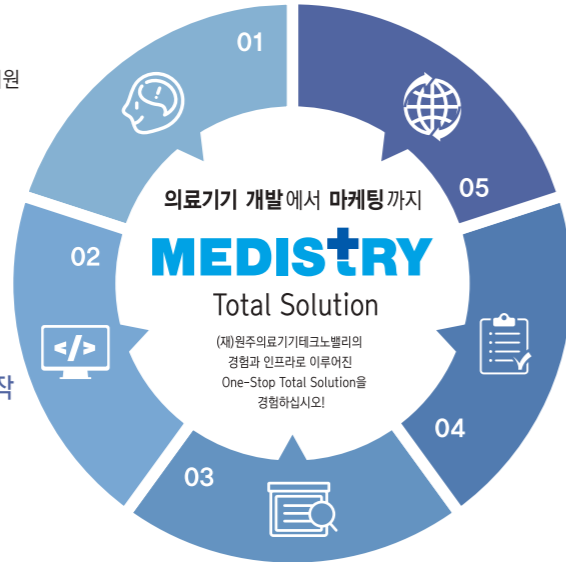 01
원
05
의료기기 개발에서 마케팅까지
MEDISTRY
Total Solution
(재)원주의료기기테크노밸리의
경험과 인프라로 이루어진
One-Stop Total Solution을
경험하십시오!
02
</>
작
04
03